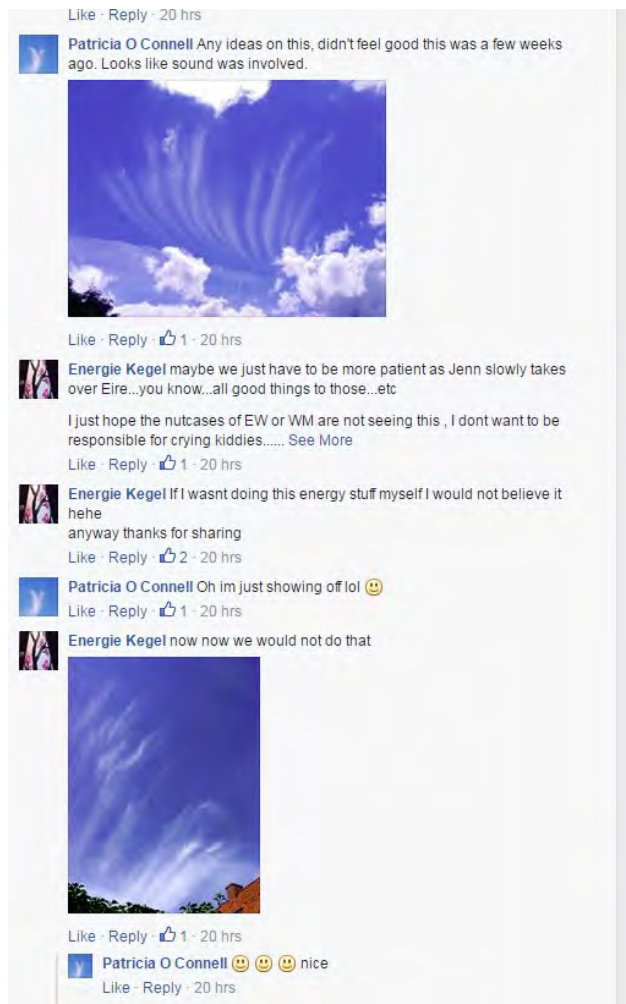 Like · Reply · 20 hrs
Patricia O Connell Any ideas on this, didn't feel good this was a few weeks
ago. Looks like sound was involved.
Like · Reply · 1 · 20 hrs
Energie Kegel maybe we just have to be more patient as Jenn slowly takes
over Eire...you know...all good things to those...etc
I just hope the nutcases of EW or WM are not seeing this , I dont want to be
responsible for crying kiddies...... See More
Like · Reply · 1 · 20 hrs
Energie Kegel If I wasnt doing this energy stuff myself I would not believe it
hehe
anyway thanks for sharing
Like · Reply · 2 · 20 hrs
Patricia O Connell Oh im just showing off lol
Like · Reply · 1 · 20 hrs
Energie Kegel now now we would not do that
Like · Reply · 1 · 20 hrs
Patricia O Connell nice
Like · Reply · 20 hrs